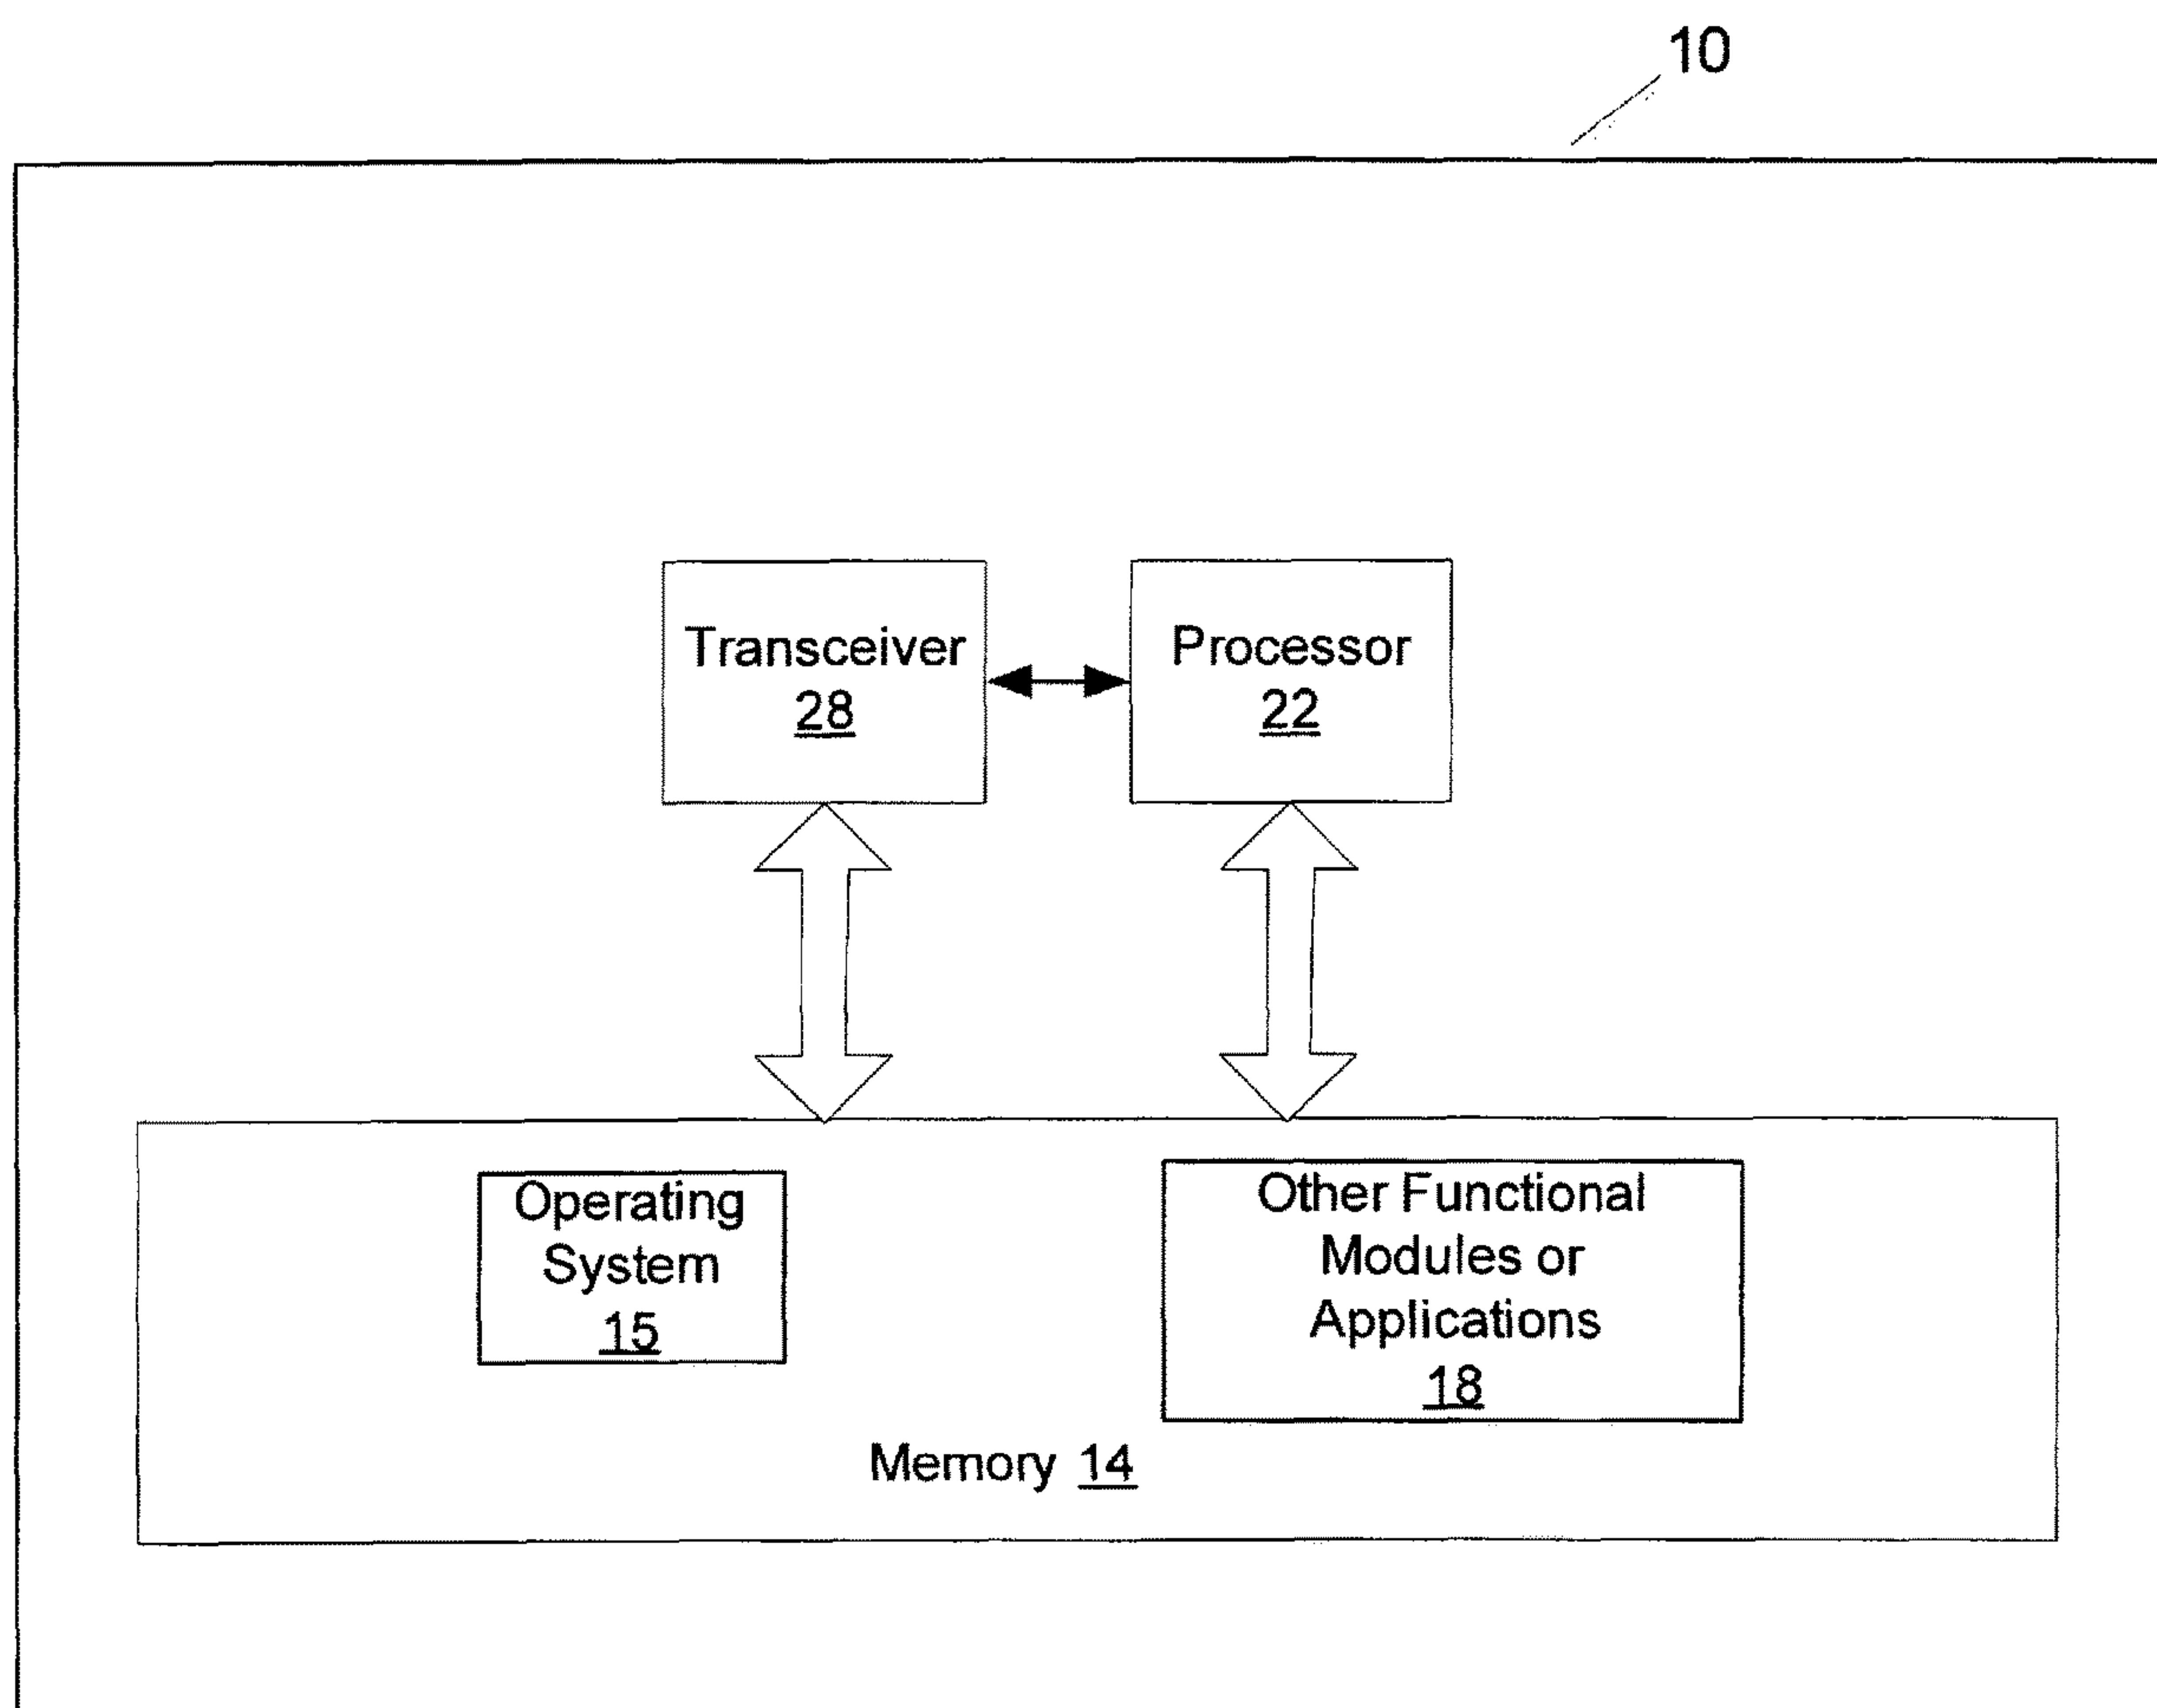 10
Transceiver
28
Processor
22
Operating
System
15
Other Functional
Modules or
Applications
18
Memory 14